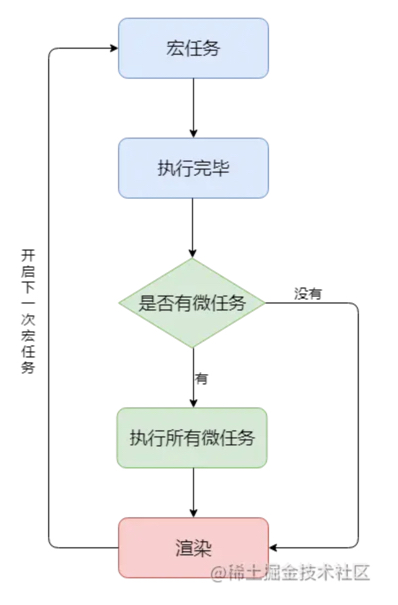 宏任务
执行完毕
是否有微任务
没有
有
执行所有微任务
渲染
开启下一次宏任务
@稀土掘金技术社区